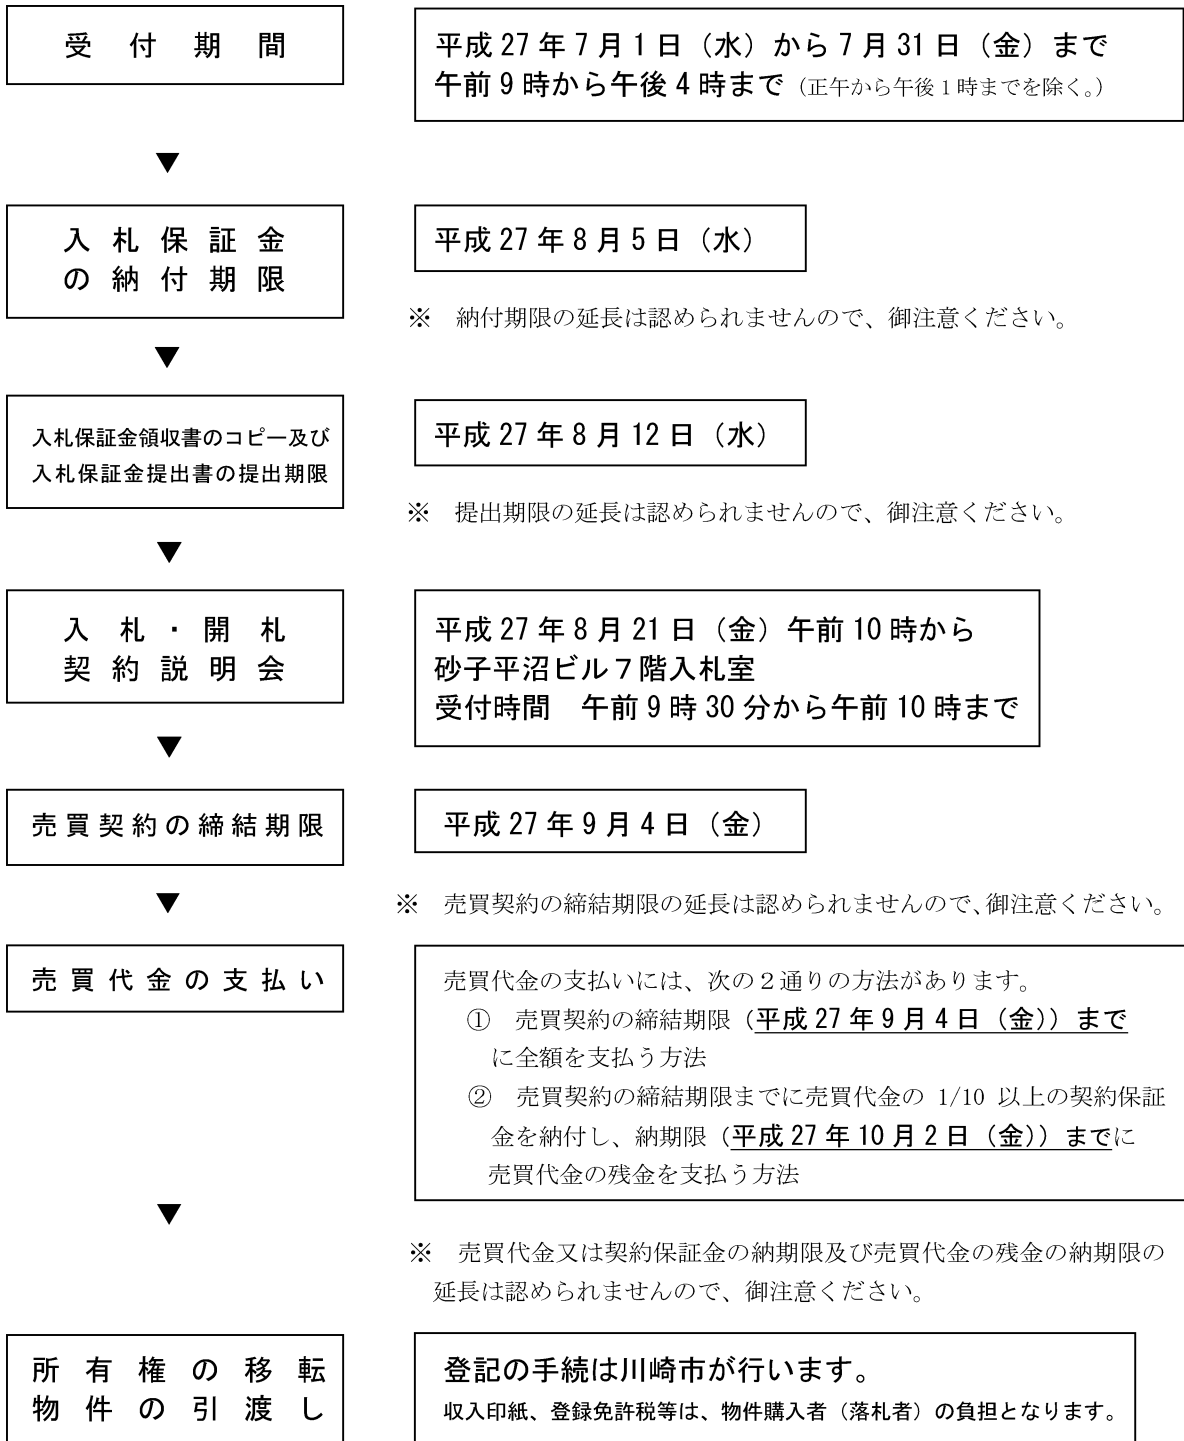 受付期間
平成27年7月1日（水）から7月31日（金）まで
午前9時から午後4時まで（正午から午後1時までを除く。）
▼
入札保証金
の納付期限
平成27年8月5日（水）
※　納付期限の延長は認められませんので、御注意ください。
▼
入札保証金領収書のコピー及び
入札保証金提出書の提出期限
平成27年8月12日（水）
※　提出期限の延長は認められませんので、御注意ください。
▼
入札・開札
契約説明会
平成27年8月21日（金）午前10時から
砂子平沼ビル７階入札室
受付時間　午前9時30分から午前10時まで
▼
売買契約の締結期限
平成27年9月4日（金）
※　売買契約の締結期限の延長は認められませんので、御注意ください。
▼
売買代金の支払い
売買代金の支払いには、次の２通りの方法があります。
①　売買契約の締結期限（平成27年9月4日（金））まで
に全額を支払う方法
②　売買契約の締結期限までに売買代金の 1/10 以上の契約保証
金を納付し、納期限（平成27年10月2日（金））までに
売買代金の残金を支払う方法
▼
※　売買代金又は契約保証金の納期限及び売買代金の残金の納期限の
延長は認められませんので、御注意ください。
所有権の移転
物件の引渡し
登記の手続は川崎市が行います。
収入印紙、登録免許税等は、物件購入者（落札者）の負担となります。